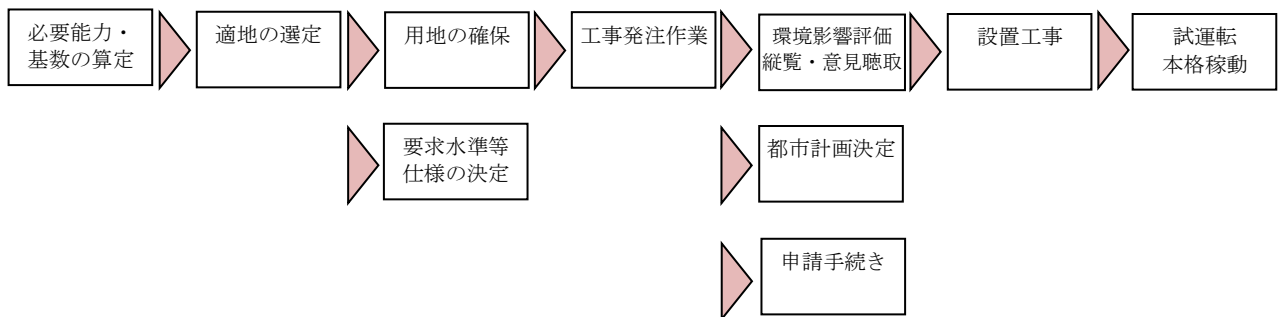 必要能力・
基数の算定
適地の選定
用地の確保
工事発注作業
環境影響評価
縦覧・意見聴取
設置工事
試運転
本格稼動
要求水準等
仕様の決定
都市計画決定
申請手続き